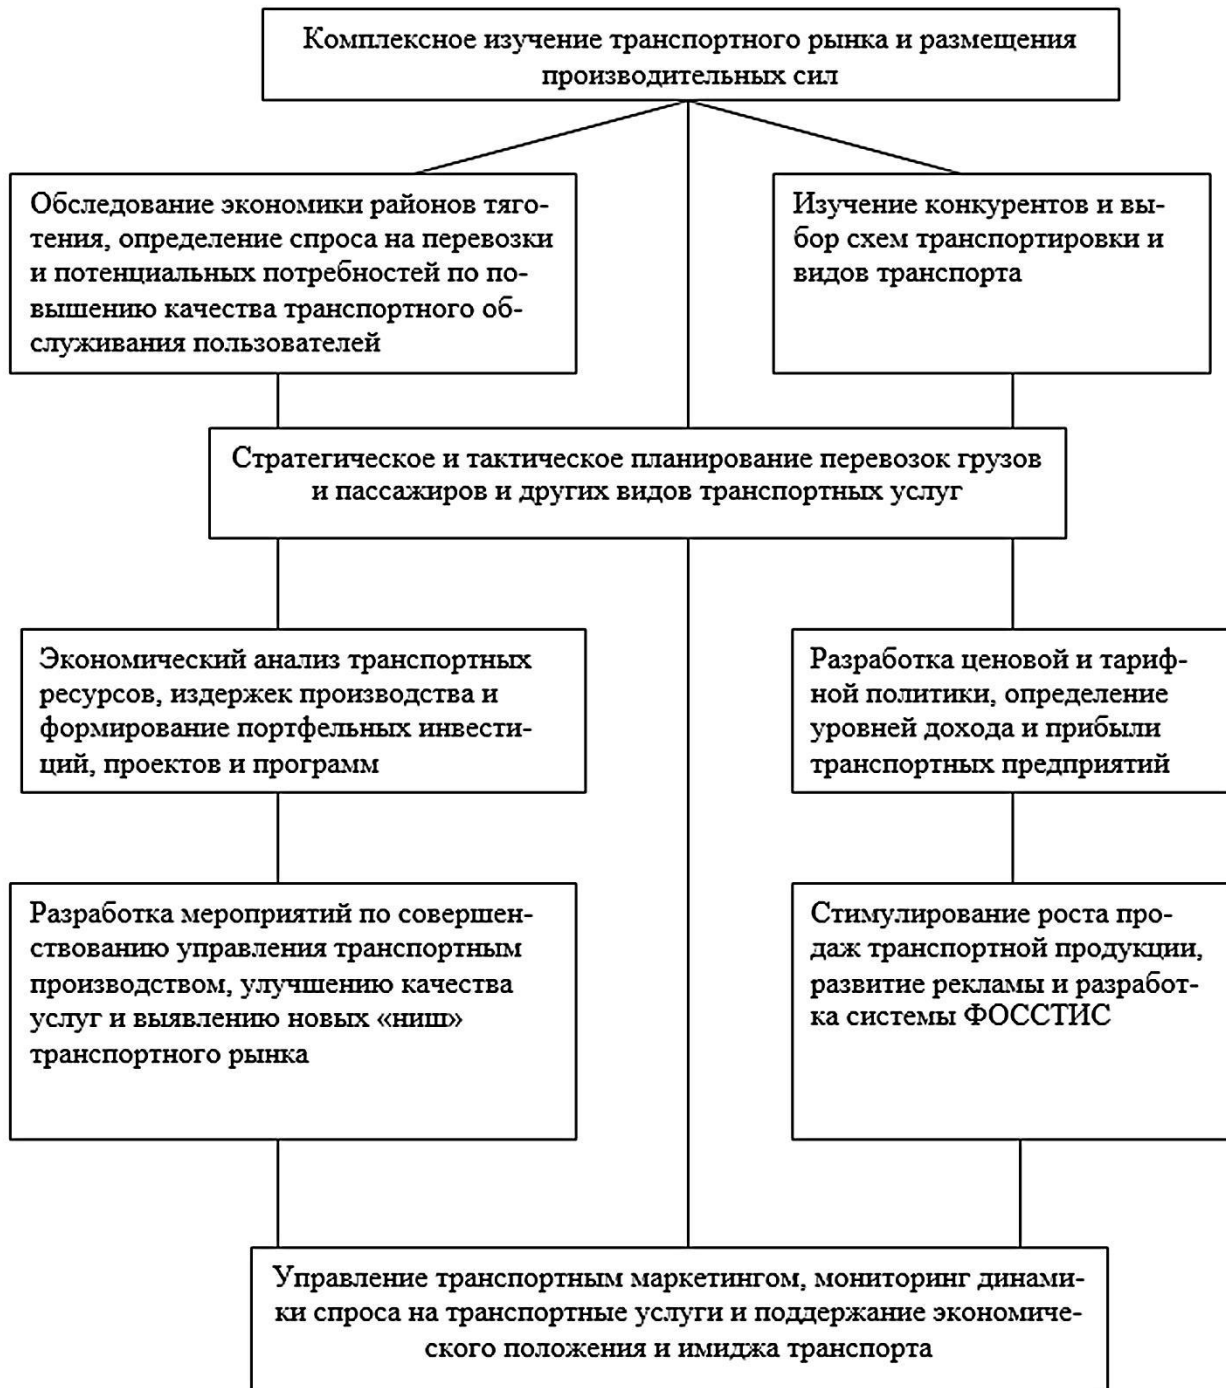 Комплексное изучение транспортного рынка и размещения
производительных сил
Обследование экономики районов тяго-
тения, определение спроса на перевозки
и потенциальных потребностей по по-
вышению качества транспортного об-
служивания пользователей
Изучение конкурентов и вы-
бор схем транспортировки и
видов транспорта
Стратегическое и тактическое планирование перевозок грузов
и пассажиров и других видов транспортных услуг
Экономический анализ транспортных
ресурсов, издержек производства и
формирование портфельных инвести-
ций, проектов и программ
Разработка ценовой и тариф-
ной политики, определение
уровней дохода и прибыли
транспортных предприятий
Разработка мероприятий по совершен-
ствованию управления транспортным
производством, улучшению качества
услуг и выявлению новых «ниш»
транспортного рынка
Стимулирование роста про-
даж транспортной продукции,
развитие рекламы и разработ-
ка системы ФОССТИС
Управление транспортным маркетингом, мониторинг динами-
ки спроса на транспортные услуги и поддержание экономиче-
ского положения и имиджа транспорта